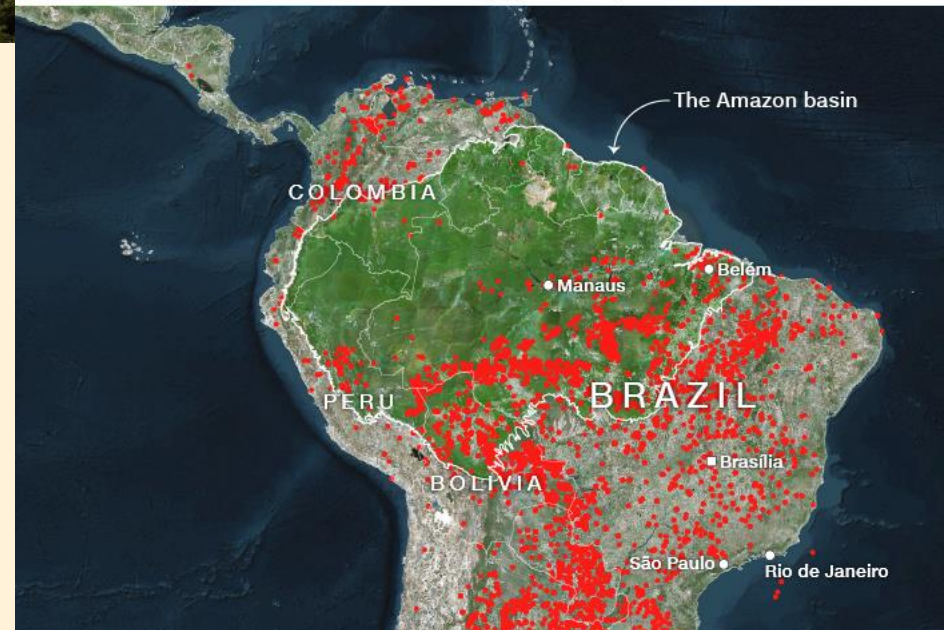 The Amazon basin
COLOMBIA
Belém
Manaus
BRAZIL
PERU
Brasília
BOLIVIA
São Paulo
Rio de Janeiro